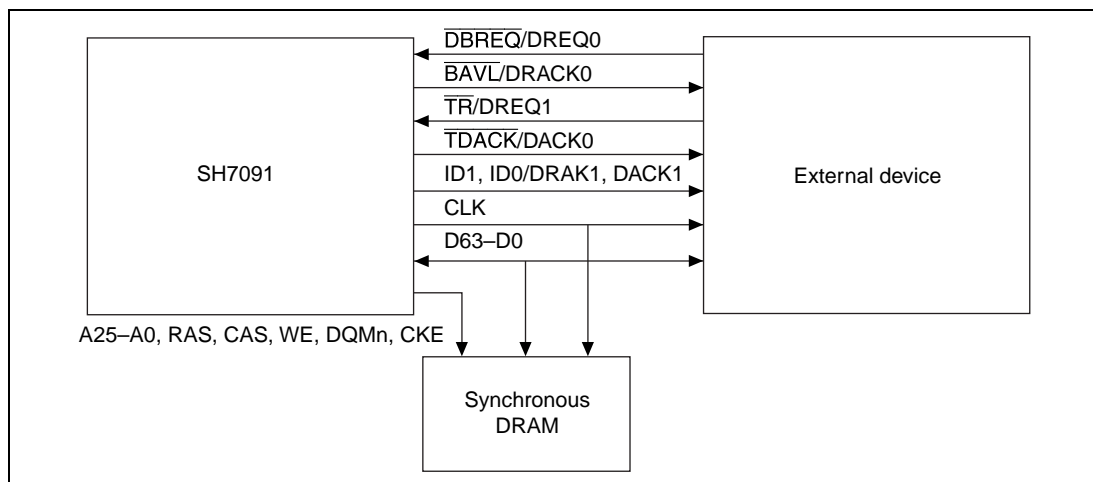 DBREQ/DREQ0
BAVL/DRACK0
TR/DREQ1
TDACK/DACK0
ID1, ID0/DRAK1, DACK1
CLK
D63–D0
SH7091
External device
A25–A0, RAS, CAS, WE, DQMn, CKE
Synchronous
DRAM